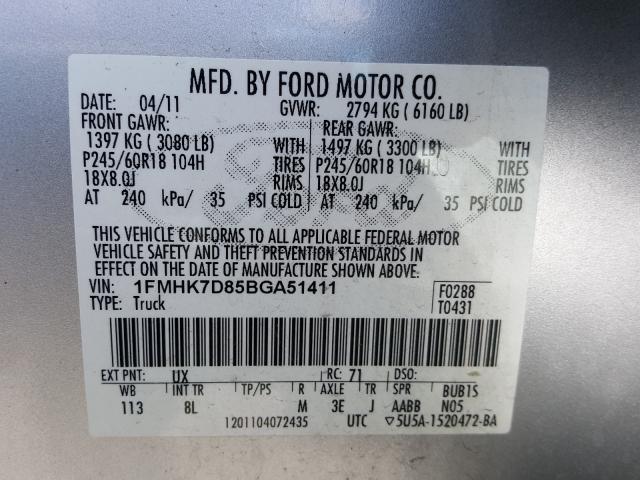 MFD. BY FORD MOTOR CO.
DATE: 04/11 GVWR: 2794 KG ( 6160 LB)
FRONT GAWR: REAR GAWR:
1397 KG ( 3080 LB) WITH 1497 KG ( 3300 LB) WITH
P245/60R18 104H TIRES P245/60R18 104H TIRES
18X8.0J RIMS 18X8.0J RIMS
AT 240 kPa/ 35 PSI COLD AT 240 kPa/ 35 PSI COLD
THIS VEHICLE CONFORMS TO ALL APPLICABLE FEDERAL MOTOR
VEHICLE SAFETY AND THEFT PREVENTION STANDARDS IN
EFFECT ON THE DATE OF MANUFACTURE SHOWN ABOVE.
VIN: 1FMHK7D85BGA51411 F0288
TYPE: Truck T0431
EXT PNT: UX RC: 71 DSO:
WB INT TR TP/PS R AXLE TR SPR BUB1S
113 8L M 3E J AABB N05
1201104072435 UTC ▽5U5A-1520472-BA